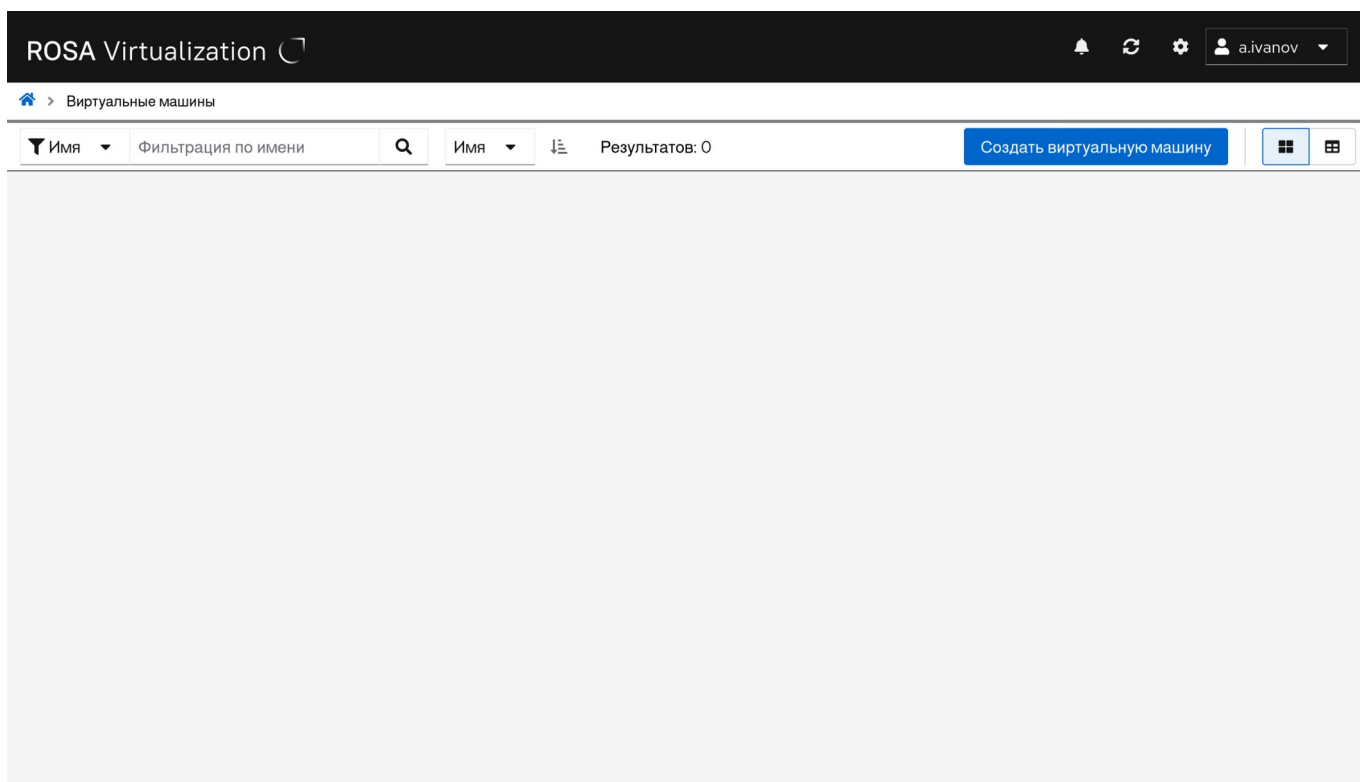 ROSA Virtualization
a.ivanov
Виртуальные машины
Имя
Фильтрация по имени
Имя
Результатов: 0
Создать виртуальную машину